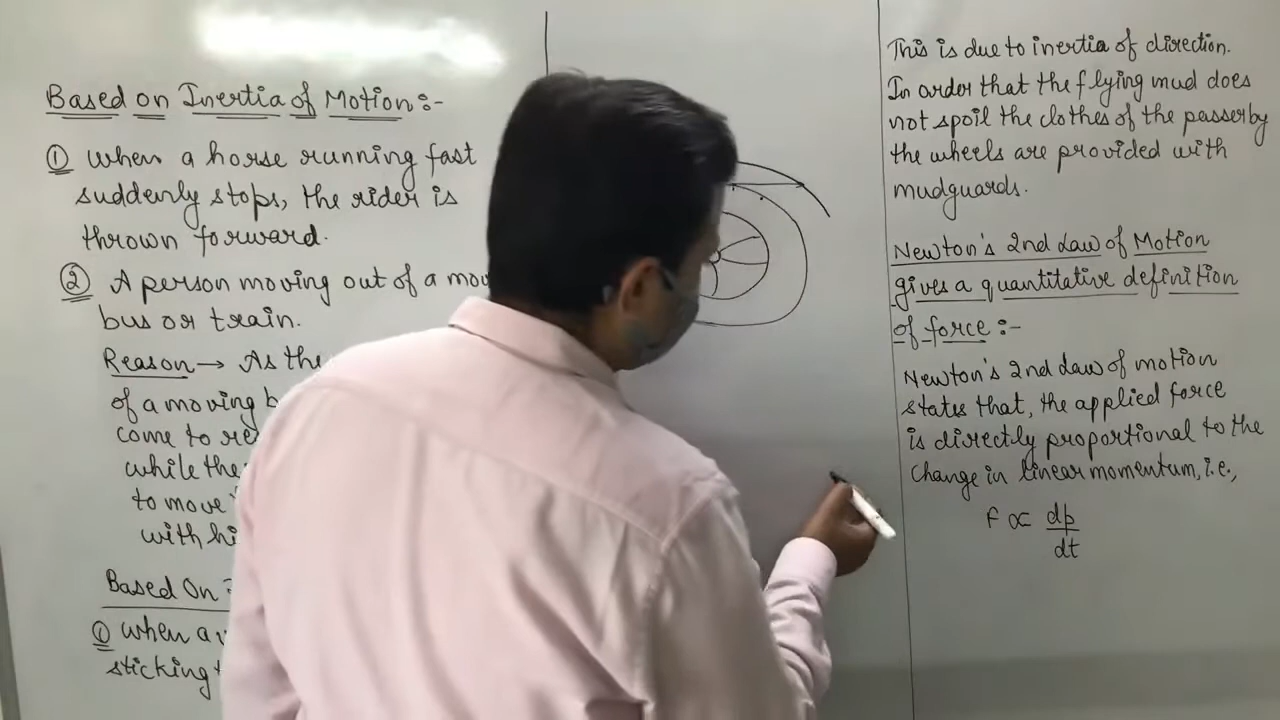 Based on Inertia of Motion :-
① when a horse running fast
suddenly stops, the rider is
thrown forward.
② A person moving out of a
bus or train.
Reason → As the
of a moving
come to
while the
to move
with
Based On
① when a
sticking
This is due to inertia of direction.
In order that the flying mud does
not spoil the clothes of the passerby
the wheels are provided with
mudguards.
Newton's 2nd Law of Motion
gives a quantitative definition
of force :-
Newton's 2nd Law of motion
states that, the applied force
is directly proportional to the
Change in linear momentum, i.e.,
F ∝ dp
dt